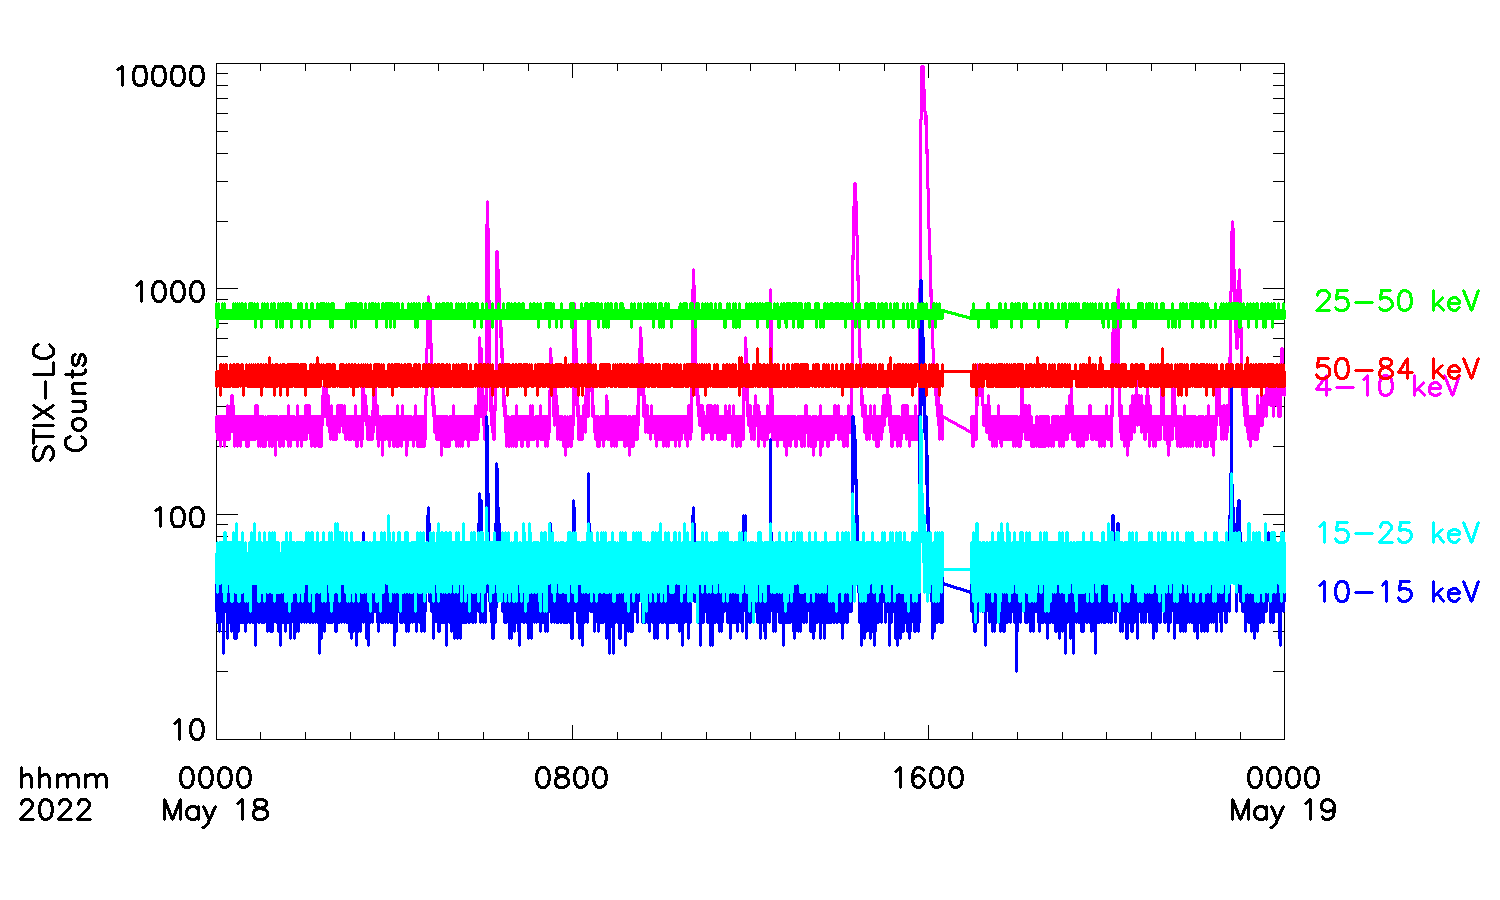 10000
1000
100
10
STIX-LC
Counts
25-50 keV
50-84 keV
4-10 keV
15-25 keV
10-15 keV
hhmm 0000 0800 1600 0000
2022 May 18 May 19